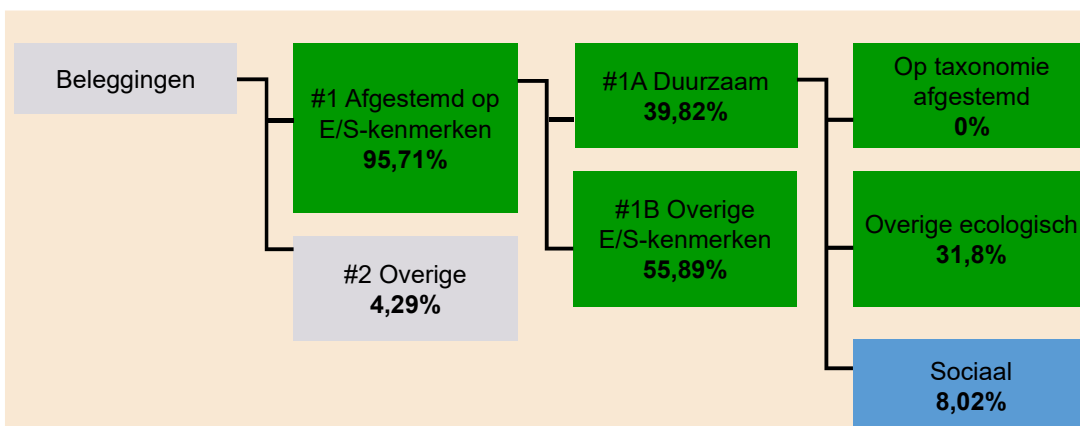 Beleggingen
#1 Afgestemd op
E/S-kenmerken
95,71%
#2 Overige
4,29%
#1A Duurzaam
39,82%
#1B Overige
E/S-kenmerken
55,89%
Op taxonomie
afgestemd
0%
Overige ecologisch
31,8%
Sociaal
8,02%